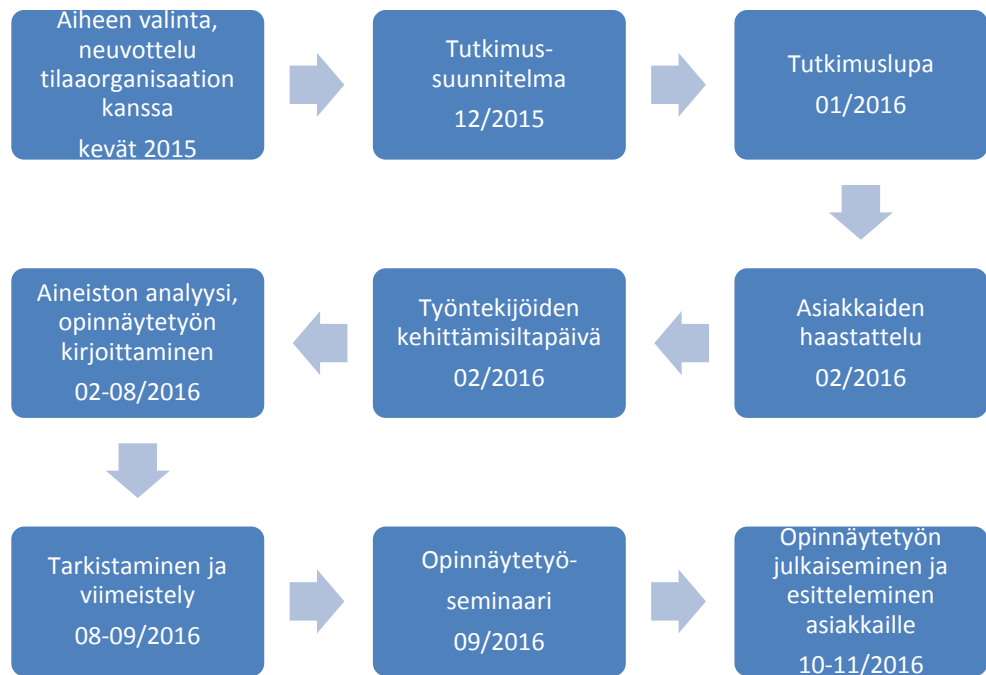 Aiheen valinta,
neuvottelu
tilaaorganisaation
kanssa
kevät 2015
Tutkimus-
suunnitelma
12/2015
Tutkimuslupa
01/2016
Asiakkaiden
haastattelu
02/2016
Työntekijöiden
kehittämisiltapäivä
02/2016
Aineiston analyysi,
opinnäytetyön
kirjoittaminen
02-08/2016
Tarkistaminen ja
viimeistely
08-09/2016
Opinnäytetyö-
seminaari
09/2016
Opinnäytetyön
julkaiseminen ja
esitteleminen
asiakkaille
10-11/2016